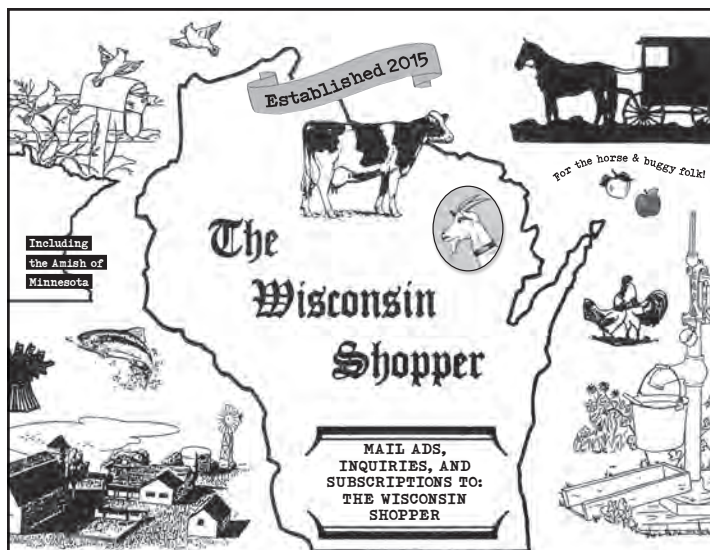 Established 2015
For the horse & buggy folk!
Including
the Amish of
Minnesota
The
Wisconsin
Shopper
MAIL ADS,
INQUIRIES, AND
SUBSCRIPTIONS TO:
THE WISCONSIN
SHOPPER